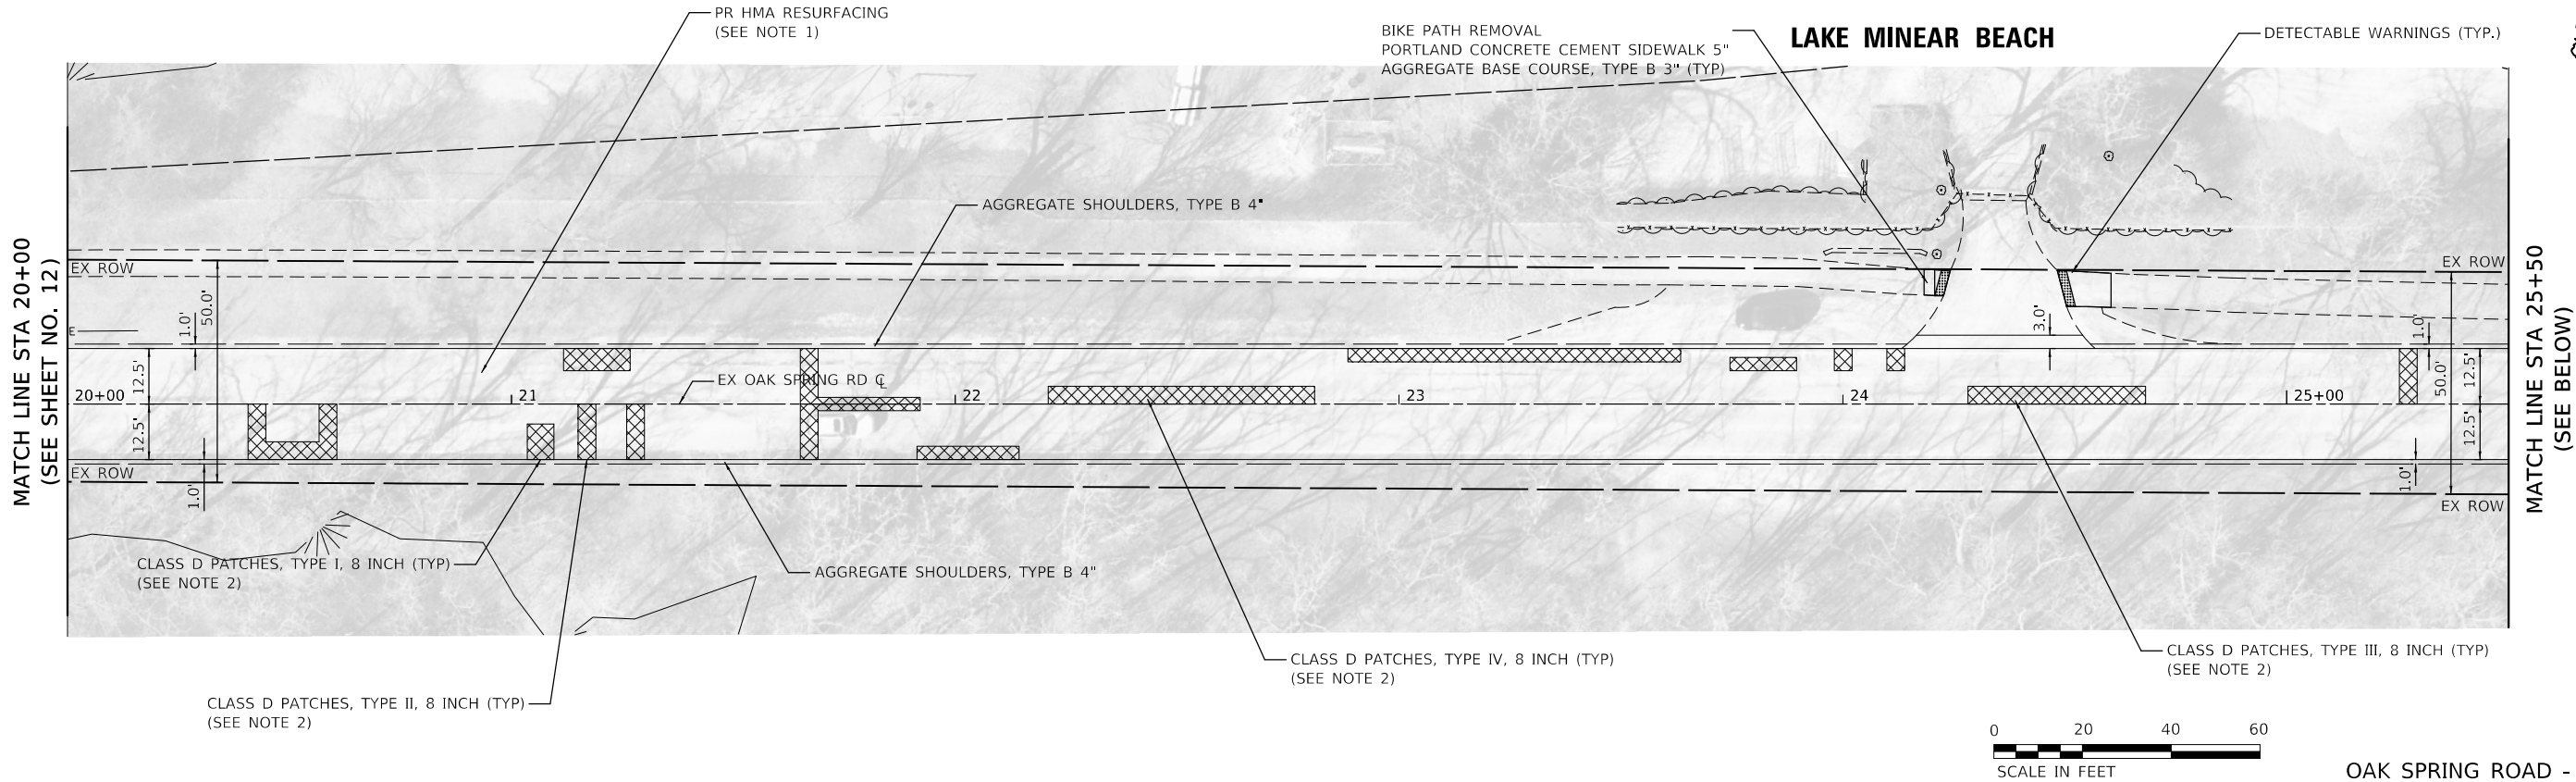 PR HMA RESURFACING
(SEE NOTE 1)
BIKE PATH REMOVAL
PORTLAND CONCRETE CEMENT SIDEWALK 5"
AGGREGATE BASE COURSE, TYPE B 3" (TYP)
LAKE MINEAR BEACH
DETECTABLE WARNINGS (TYP.)
AGGREGATE SHOULDERS, TYPE B 4"
MATCH LINE STA 20+00
(SEE SHEET NO. 12)
EX ROW
EX ROW
MATCH LINE STA 25+50
(SEE BELOW)
50.0'
1.0'
E
3.0'
1.0'
12.5'
EX OAK SPRING RD ℄
50.0'
12.5'
20+00
21
22
23
24
25+00
12.5'
12.5'
EX ROW
1.0'
1.0'
EX ROW
CLASS D PATCHES, TYPE I, 8 INCH (TYP)
(SEE NOTE 2)
AGGREGATE SHOULDERS, TYPE B 4"
CLASS D PATCHES, TYPE IV, 8 INCH (TYP)
(SEE NOTE 2)
CLASS D PATCHES, TYPE III, 8 INCH (TYP)
(SEE NOTE 2)
CLASS D PATCHES, TYPE II, 8 INCH (TYP)
(SEE NOTE 2)
0 20 40 60
SCALE IN FEET
OAK SPRING ROAD -